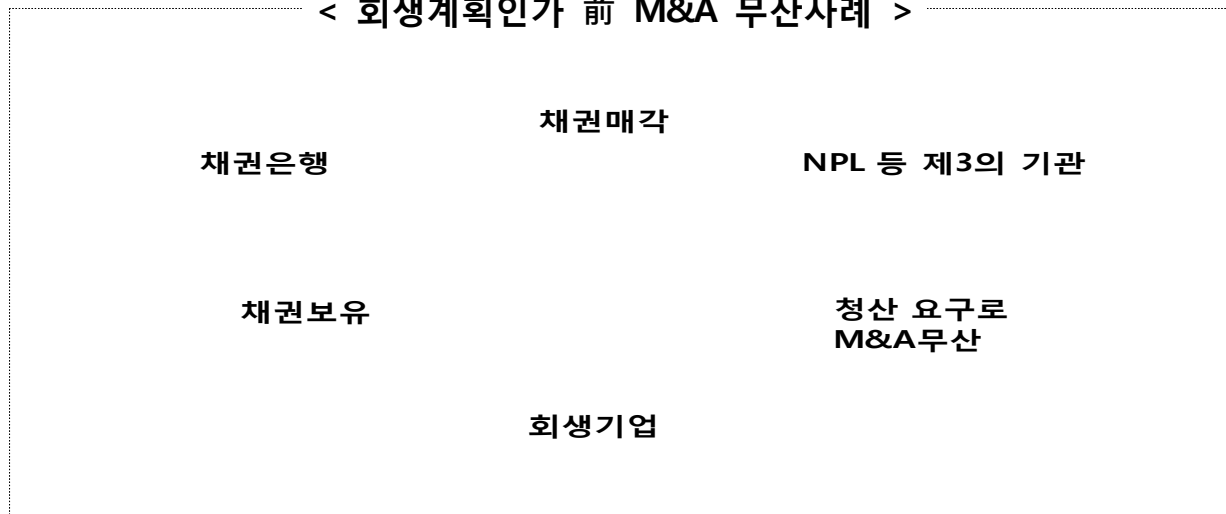 < 회생계획인가 前 M&A 무산사례 >
채권매각
채권은행
NPL 등 제3의 기관
채권보유
청산 요구로
M&A무산
회생기업